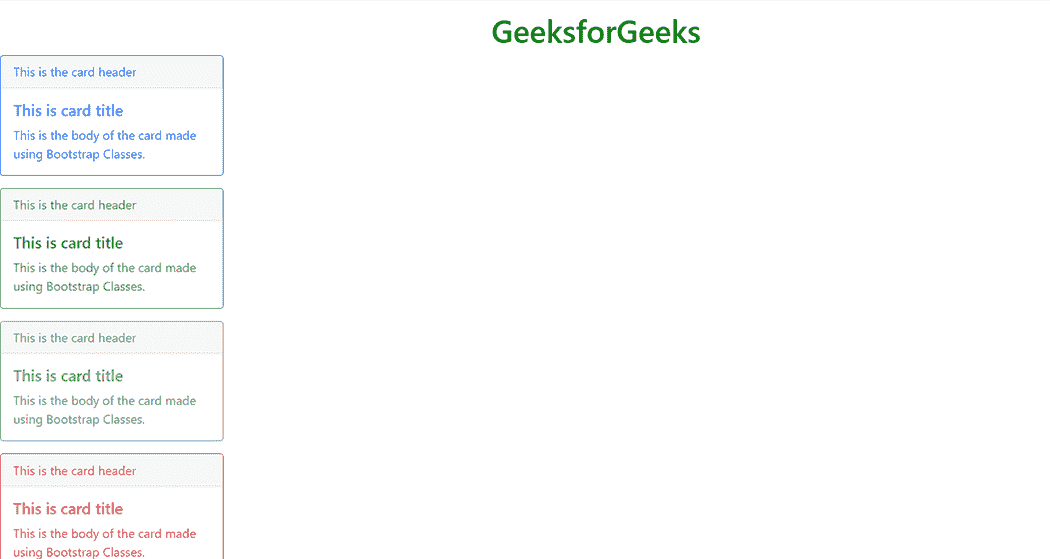 GeeksforGeeks
This is the card header
This is card title
This is the body of the card made
using Bootstrap Classes.
This is the card header
This is card title
This is the body of the card made
using Bootstrap Classes.
This is the card header
This is card title
This is the body of the card made
using Bootstrap Classes.
This is the card header
This is card title
This is the body of the card made
using Bootstrap Classes.